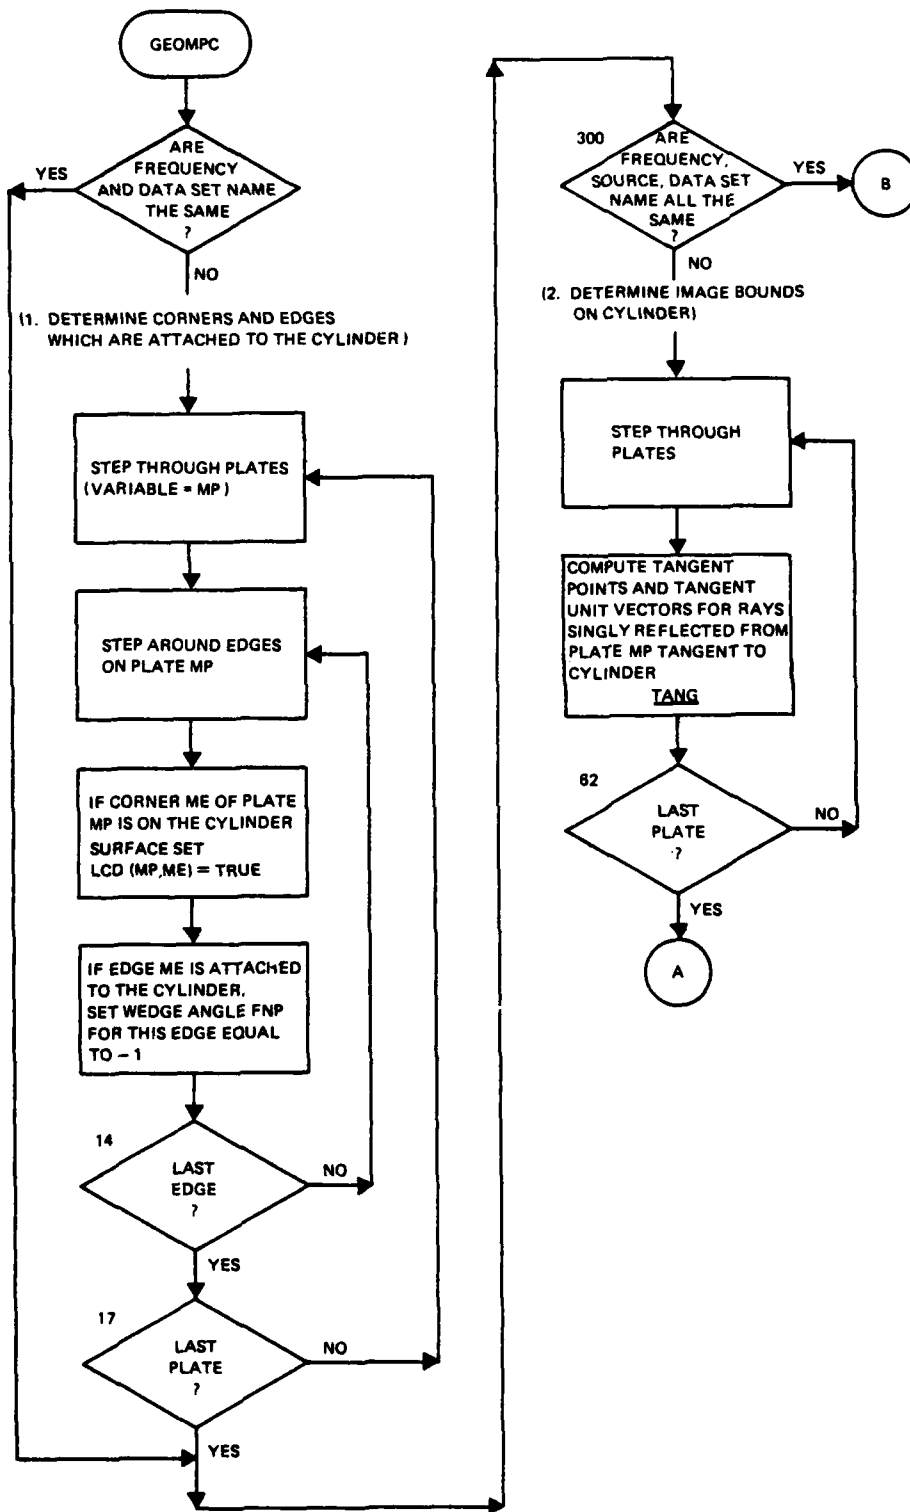 GEOMPC
YES
ARE
FREQUENCY
AND DATA SET NAME
THE SAME
?
NO
(1. DETERMINE CORNERS AND EDGES
WHICH ARE ATTACHED TO THE CYLINDER)
STEP THROUGH PLATES
(VARIABLE = MP)
STEP AROUND EDGES
ON PLATE MP
IF CORNER ME OF PLATE
MP IS ON THE CYLINDER
SURFACE SET
LCD (MP,ME) = TRUE
IF EDGE ME IS ATTACHED
TO THE CYLINDER,
SET WEDGE ANGLE FNP
FOR THIS EDGE EQUAL
TO -1
14
LAST
EDGE
?
NO
YES
17
LAST
PLATE
?
NO
YES
300
ARE
FREQUENCY,
SOURCE, DATA SET
NAME ALL THE
SAME
?
YES
B
NO
(2. DETERMINE IMAGE BOUNDS
ON CYLINDER)
STEP THROUGH
PLATES
COMPUTE TANGENT
POINTS AND TANGENT
UNIT VECTORS FOR RAYS
SINGLY REFLECTED FROM
PLATE MP TANGENT TO
CYLINDER
TANG
62
LAST
PLATE
?
NO
YES
A